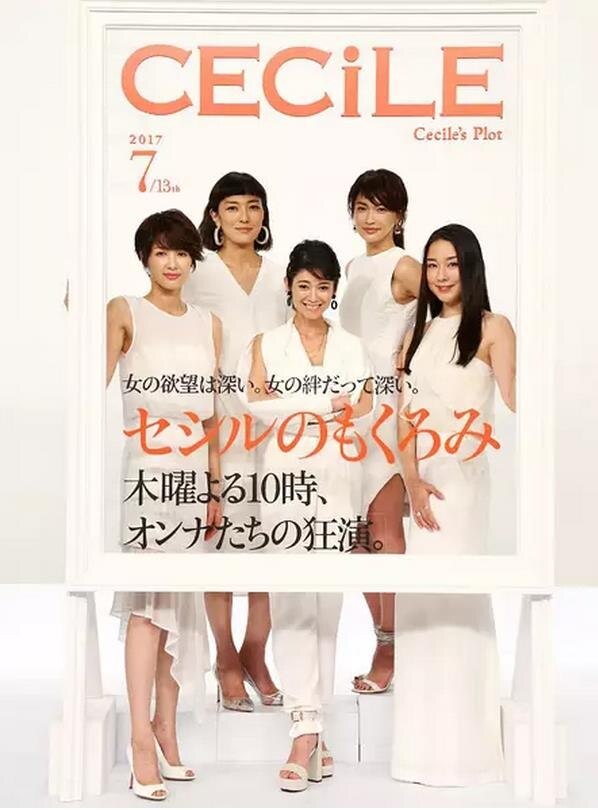 CECiLE
Cecile's Plot
2017
7/13th
女の欲望は深い。女の絆だって深い。
セシルのもくろみ
木曜よる10時、
オンナたちの狂演。